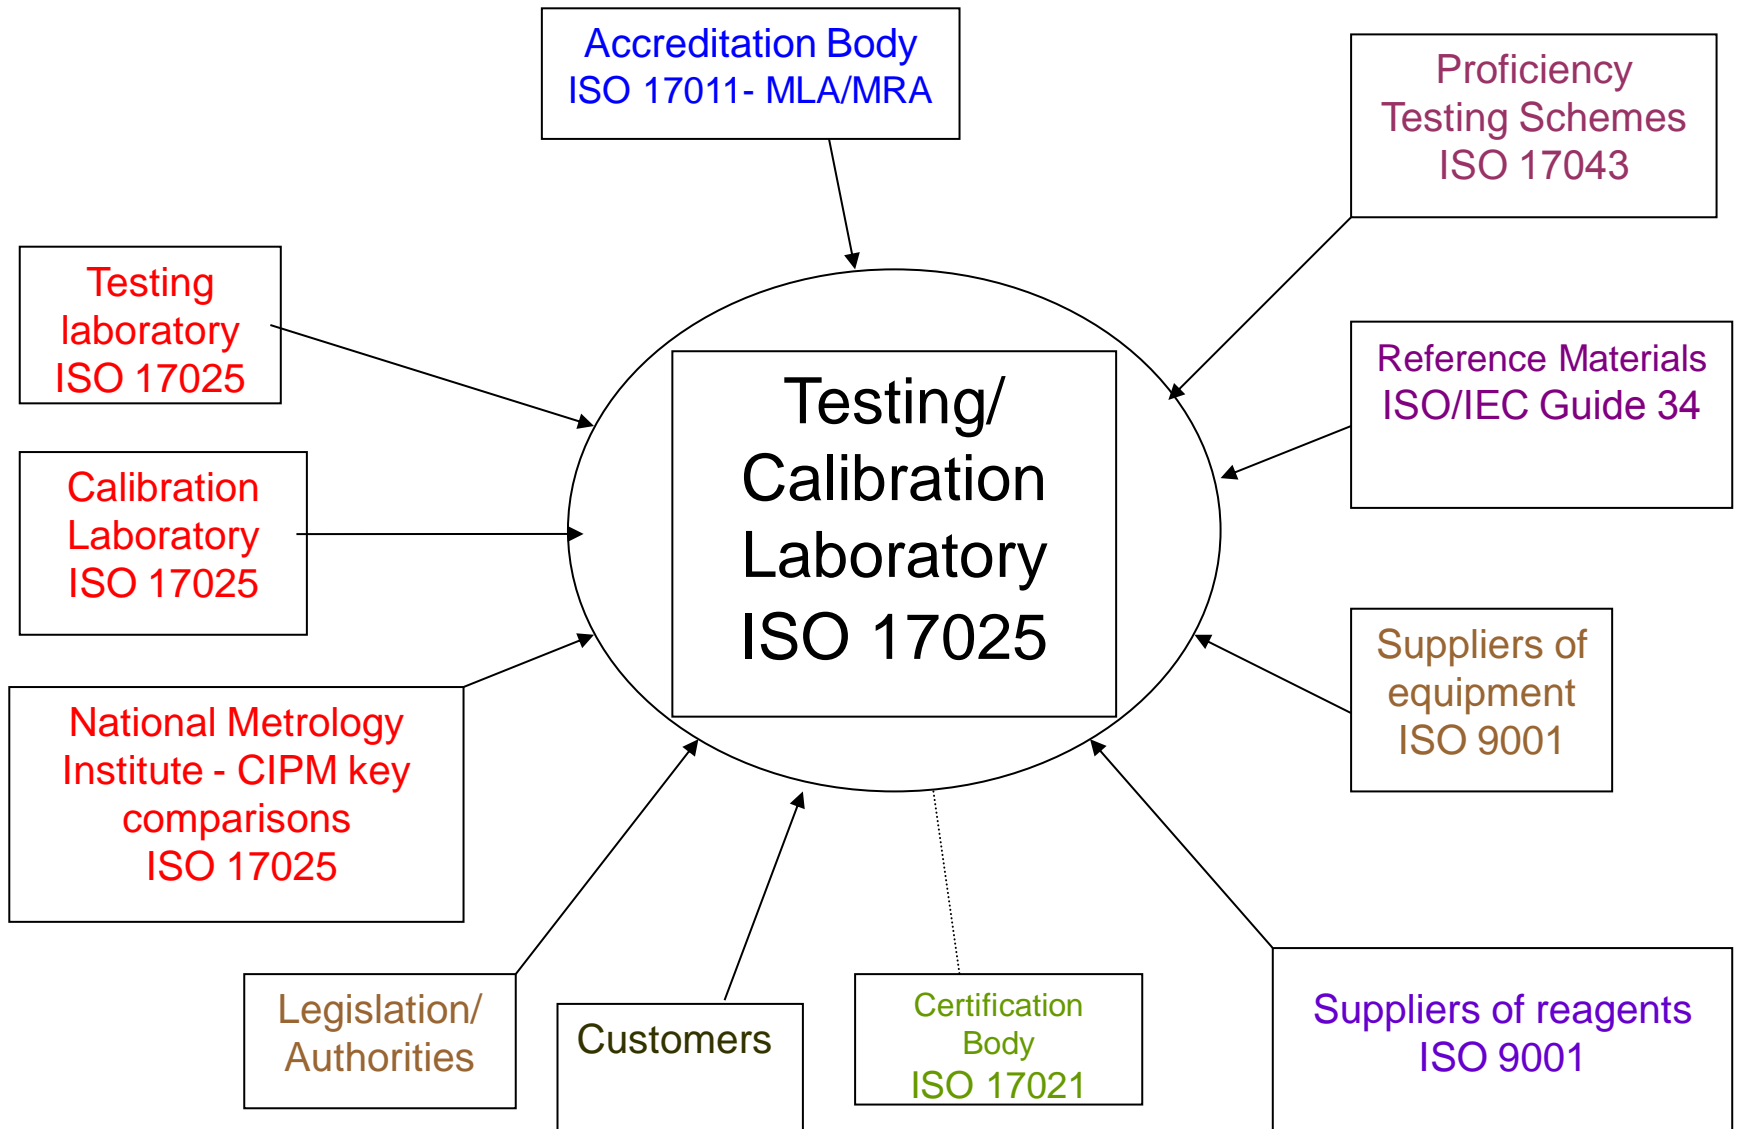 Accreditation Body
ISO 17011- MLA/MRA
Proficiency
Testing Schemes
ISO 17043
Testing
laboratory
ISO 17025
Reference Materials
ISO/IEC Guide 34
Testing/
Calibration
Laboratory
ISO 17025
Calibration
Laboratory
ISO 17025
Suppliers of
equipment
ISO 9001
National Metrology
Institute - CIPM key
comparisons
ISO 17025
Legislation/
Authorities
Customers
Certification
Body
ISO 17021
Suppliers of reagents
ISO 9001